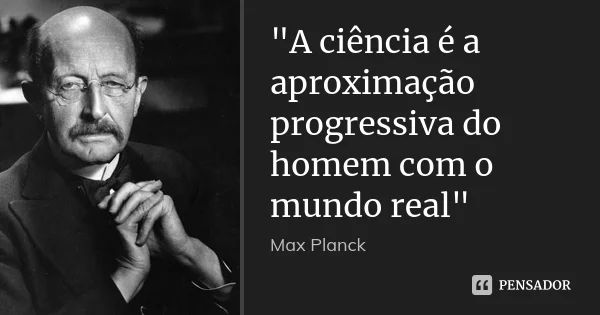 "A ciência é a
aproximação
progressiva do
homem com o
mundo real"
Max Planck
PENSADOR